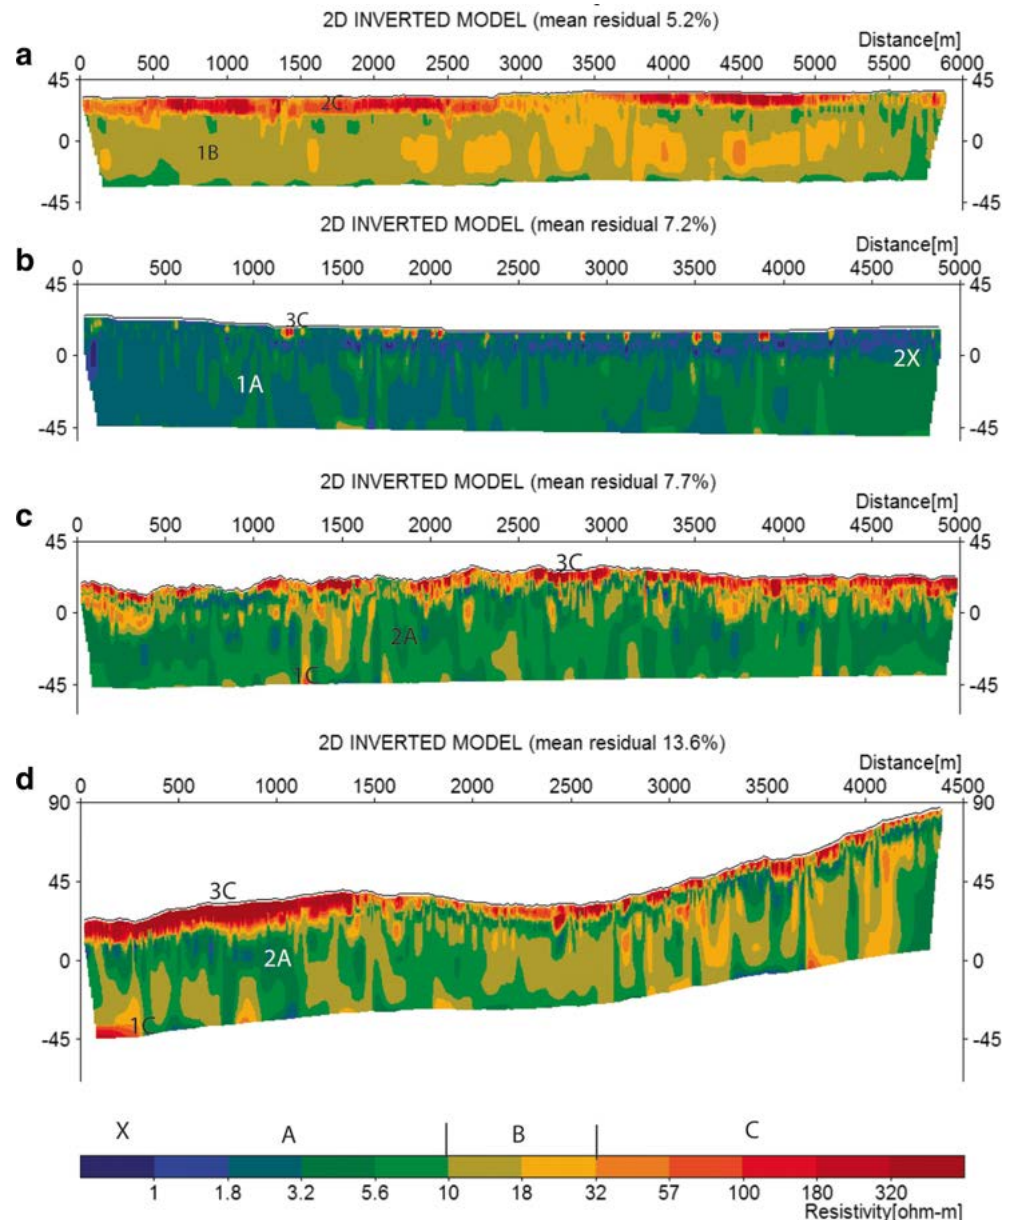 2D INVERTED MODEL (mean residual 5.2%)
Distance[m]
a
0 500 1000 1500 2000 2500 3000 3500 4000 4500 5000 5500 6000
45 45
2C
0 0
1B
-45 -45
2D INVERTED MODEL (mean residual 7.2%)
Distance[m]
b
0 500 1000 1500 2000 2500 3000 3500 4000 4500 5000
45 45
3C
0 0
2X
1A
-45 -45
2D INVERTED MODEL (mean residual 7.7%)
Distance[m]
c
0 500 1000 1500 2000 2500 3000 3500 4000 4500 5000
45 45
3C
0 0
2A
1C
-45 -45
2D INVERTED MODEL (mean residual 13.6%)
Distance[m]
d
0 500 1000 1500 2000 2500 3000 3500 4000 4500
90 90
45 45
3C
2A
0 0
1C
-45 -45
X A B C
1 1.8 3.2 5.6 10 18 32 57 100 180 320
Resistivity[ohm-m]